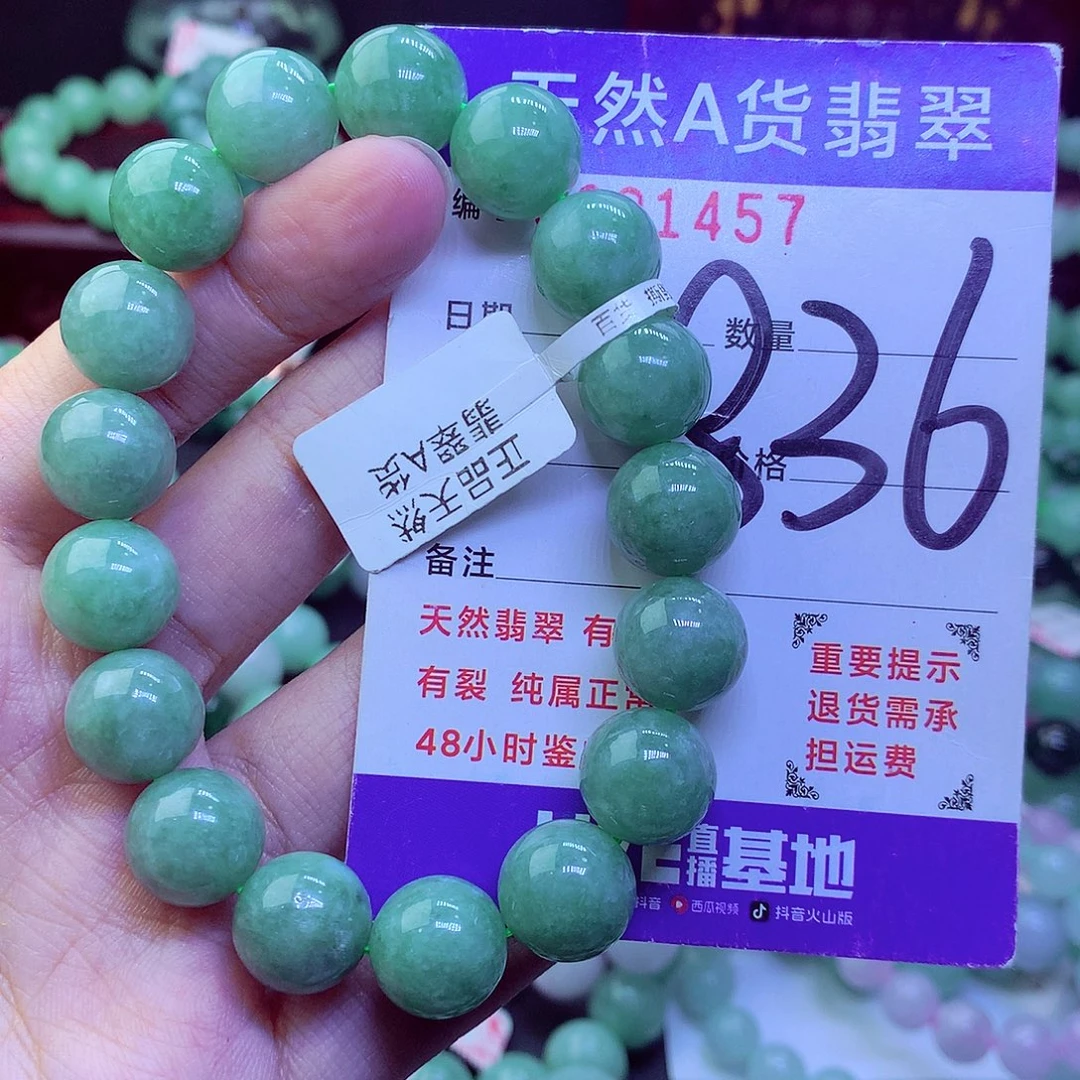 天然A货翡翠
编 1457
日期 数量
836
价格
百货
正品天然
翡翠A货
备注
天然翡翠 有
有裂 纯属正常
48小时鉴
重要提示
退货需承
担运费
直播基地
抖音 西瓜视频 抖音火山版